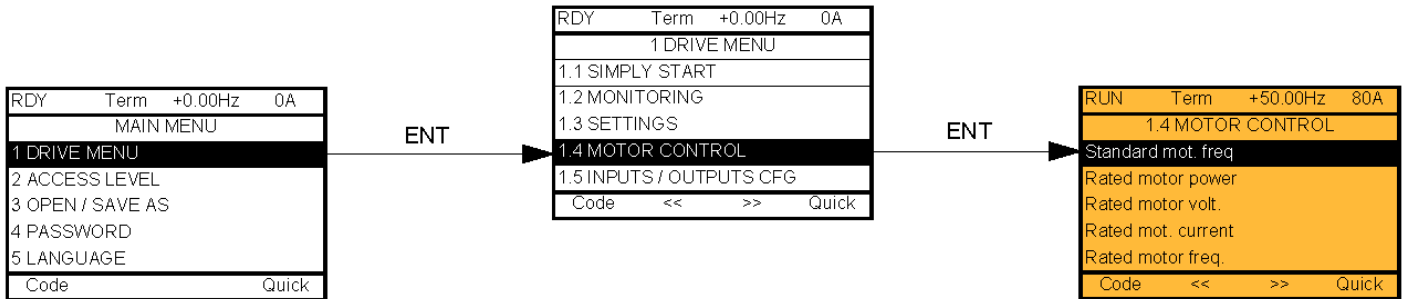 RDY Term +0.00Hz 0A
MAIN MENU
1 DRIVE MENU
2 ACCESS LEVEL
3 OPEN / SAVE AS
4 PASSWORD
5 LANGUAGE
Code Quick
ENT
RDY Term +0.00Hz 0A
1 DRIVE MENU
1.1 SIMPLY START
1.2 MONITORING
1.3 SETTINGS
1.4 MOTOR CONTROL
1.5 INPUTS / OUTPUTS CFG
Code << >> Quick
ENT
RUN Term +50.00Hz 80A
1.4 MOTOR CONTROL
Standard mot. freq
Rated motor power
Rated motor volt.
Rated mot. current
Rated motor freq.
Code << >> Quick